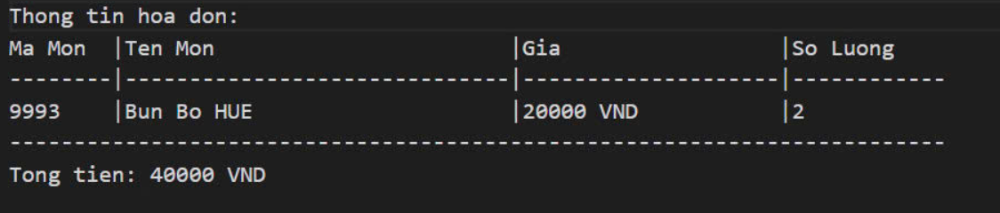 Thong tin hoa don:
Ma Mon  |Ten Mon                       |Gia                 |So Luong
--------|------------------------------|--------------------|------------
9993    |Bun Bo HUE                    |20000 VND           |2
-------------------------------------------------------------------------
Tong tien: 40000 VND